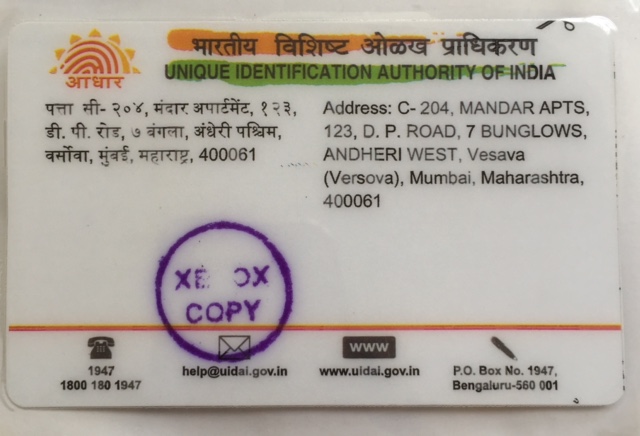 भारतीय विशिष्ट ओळख प्राधिकरण
आधार
UNIQUE IDENTIFICATION AUTHORITY OF INDIA
पत्ता सी- २०४, मंदार अपार्टमेंट, १२३,
डी. पी. रोड, ७ बंगला, अंधेरी पश्चिम,
वर्सोवा, मुंबई, महाराष्ट्र, 400061
Address: C- 204, MANDAR APTS,
123, D. P. ROAD, 7 BUNGLOWS,
ANDHERI WEST, Vesava
(Versova), Mumbai, Maharashtra,
400061
XEROX
COPY
1947
1800 180 1947
help@uidai.gov.in
www
www.uidai.gov.in
P.O. Box No. 1947,
Bengaluru-560 001